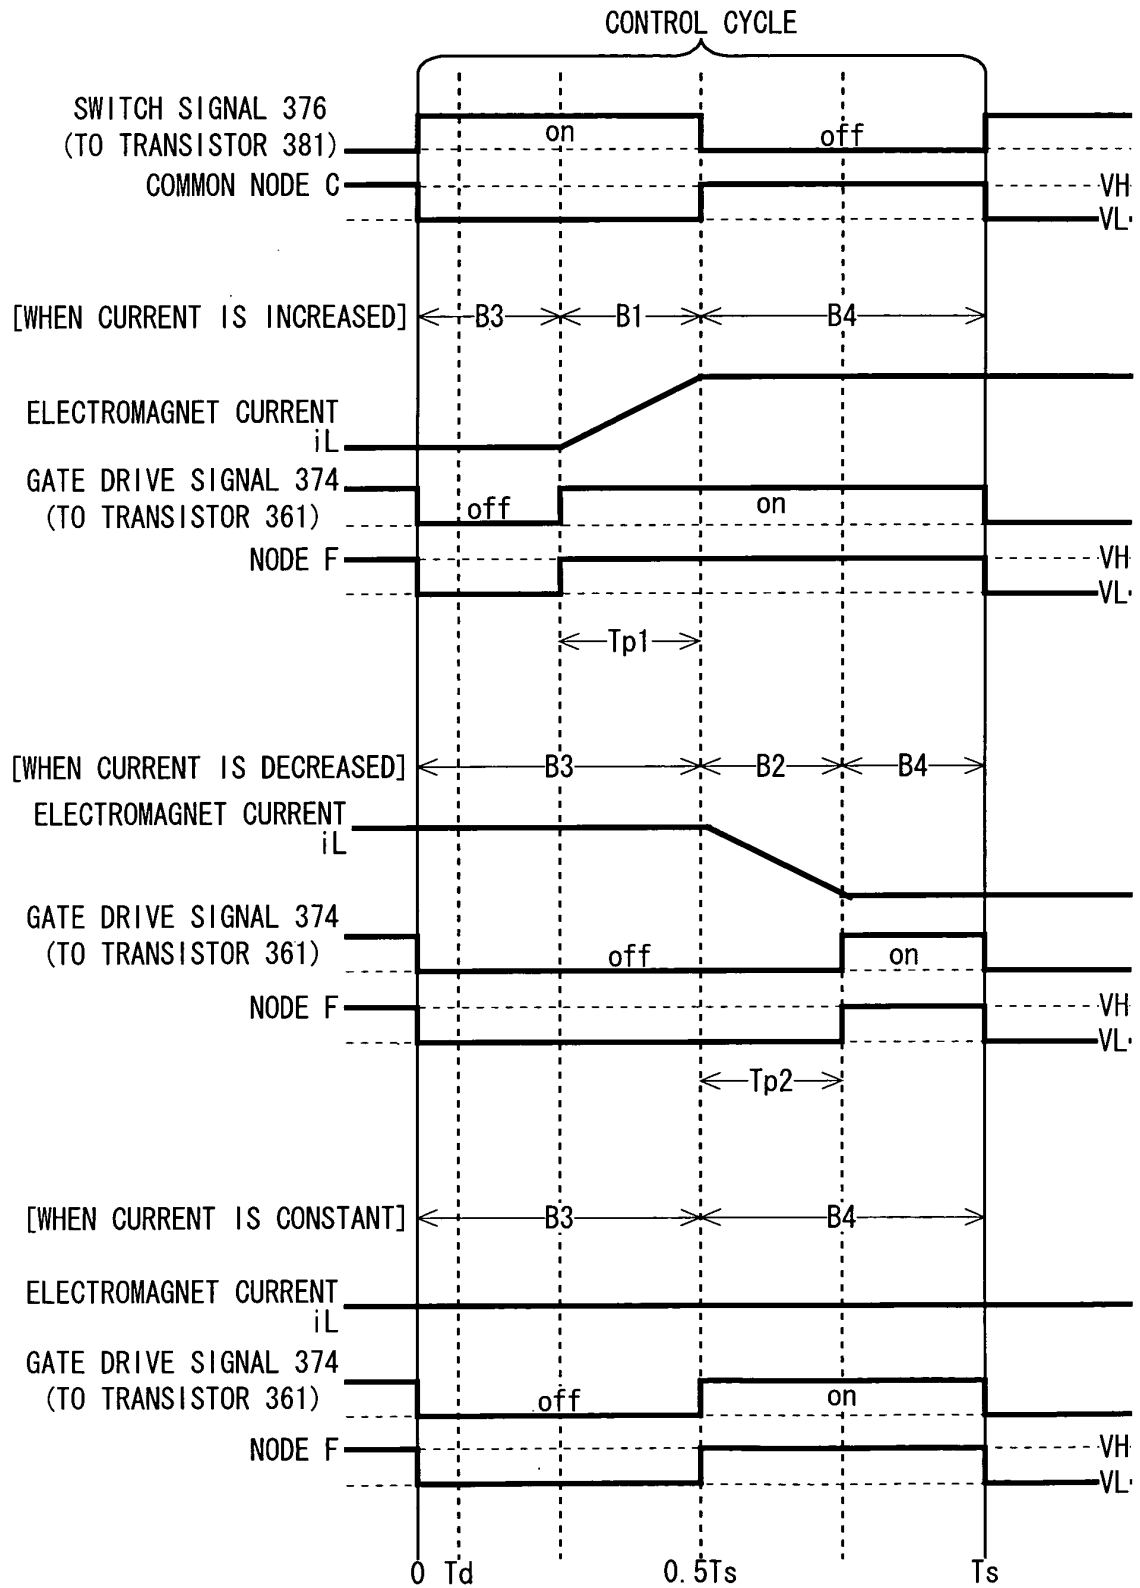 CONTROL CYCLE
SWITCH SIGNAL 376
(TO TRANSISTOR 381)
on
off
COMMON NODE C
VH
VL
[WHEN CURRENT IS INCREASED]
B3
B1
B4
ELECTROMAGNET CURRENT
iL
GATE DRIVE SIGNAL 374
(TO TRANSISTOR 361)
off
on
NODE F
VH
VL
Tp1
[WHEN CURRENT IS DECREASED]
B3
B2
B4
ELECTROMAGNET CURRENT
iL
GATE DRIVE SIGNAL 374
(TO TRANSISTOR 361)
off
on
NODE F
VH
VL
Tp2
[WHEN CURRENT IS CONSTANT]
B3
B4
ELECTROMAGNET CURRENT
iL
GATE DRIVE SIGNAL 374
(TO TRANSISTOR 361)
off
on
NODE F
VH
VL
0 Td 0.5Ts Ts